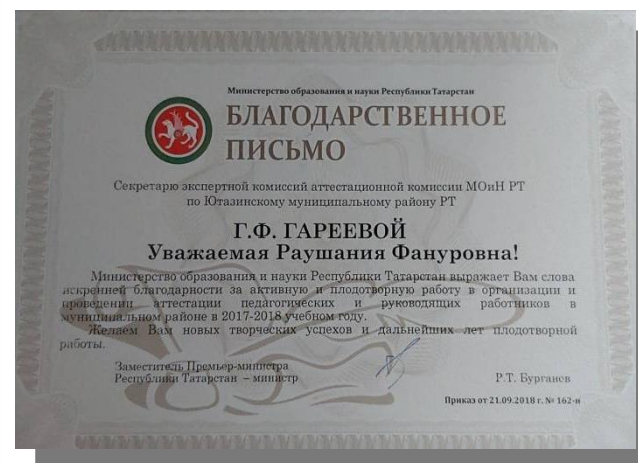 Министерство образования и науки Республики Татарстан
БЛАГОДАРСТВЕННОЕ
ПИСЬМО
Секретарю экспертной комиссий аттестационной комиссии МОиН РТ
по Ютазинскому муниципальному району РТ
Г.Ф. ГАРЕЕВОЙ
Уважаемая Раушания Фануровна!
Министерство образования и науки Республики Татарстан выражает Вам слова
искренней благодарности за активную и плодотворную работу в организации и
проведении аттестации педагогических и руководящих работников в
муниципальном районе в 2017-2018 учебном году.
Желаем Вам новых творческих успехов и дальнейших лет плодотворной
работы.
Заместитель Премьер-министра
Республики Татарстан – министр
Р.Т. Бурганов
Приказ от 21.09.2018 г. № 162-н